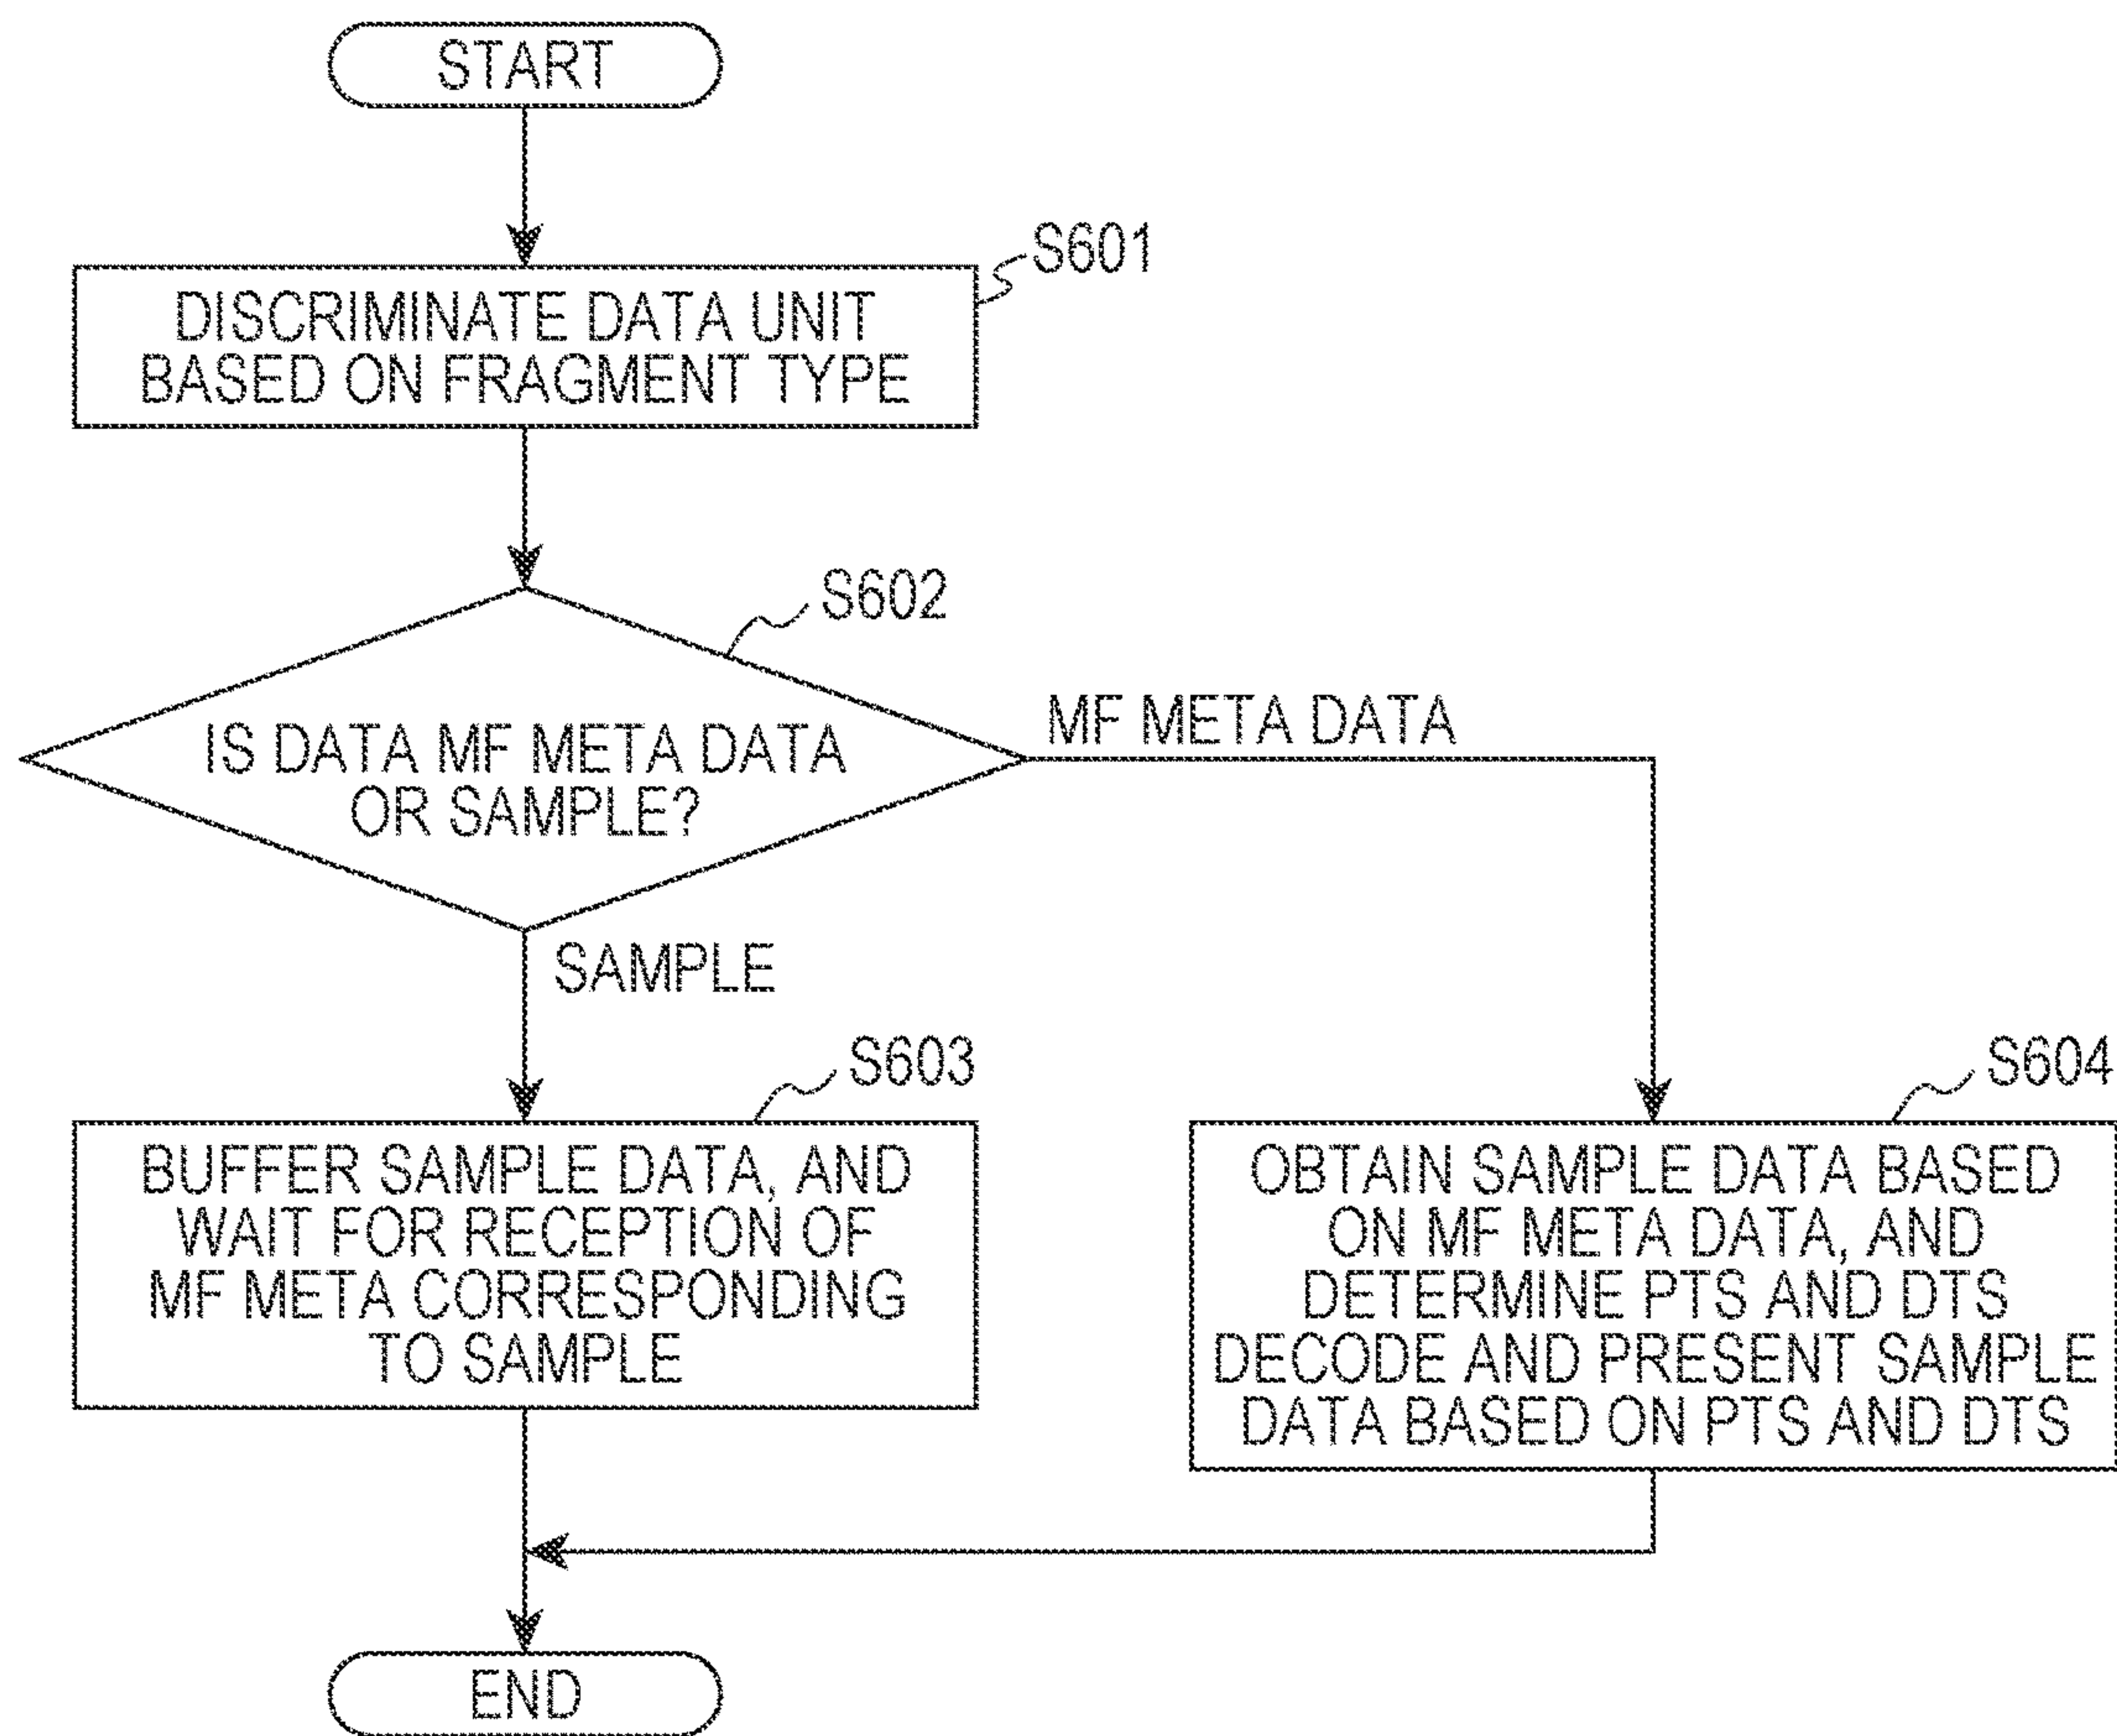 START
S601
DISCRIMINATE DATA UNIT
BASED ON FRAGMENT TYPE
S602
IS DATA MF META DATA
OR SAMPLE?
MF META DATA
SAMPLE
S603
BUFFER SAMPLE DATA, AND
WAIT FOR RECEPTION OF
MF META CORRESPONDING
TO SAMPLE
S604
OBTAIN SAMPLE DATA BASED
ON MF META DATA, AND
DETERMINE PTS AND DTS
DECODE AND PRESENT SAMPLE
DATA BASED ON PTS AND DTS
END